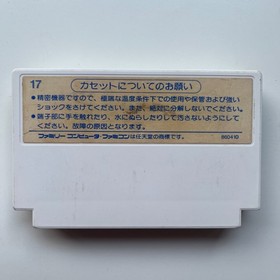 17 カセットについてのお願い
●精密機器ですので、極端な温度条件下での使用や保管および強い
ショックをさけてください。また、絶対に分解しないでください。
●端子部に手を触れたり、水にぬらしたりして汚さないようにして
ください。故障の原因となります。
ファミリーコンピュータ・ファミコンは任天堂の商標です。 860410